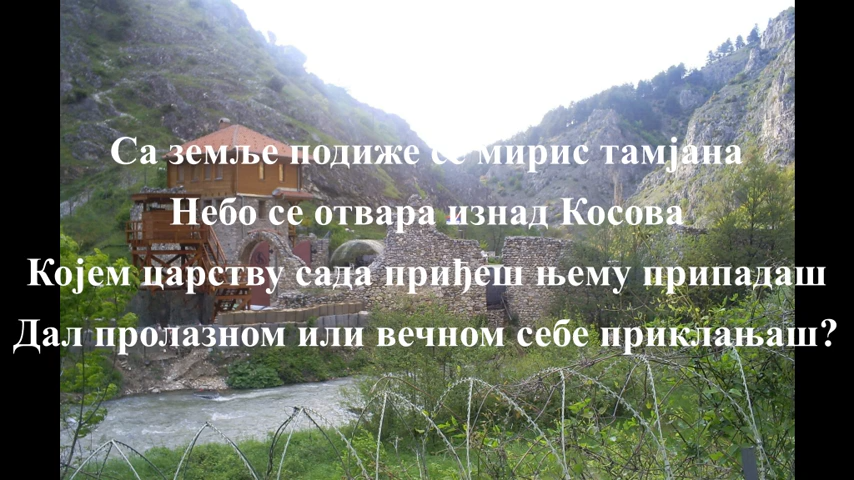 Са земље подиже се мирис тамјана
Небо се отвара изнад Косова
Којем царству сада приђеш њему припадаш
Дал пролазном или вечном себе приклањаш?